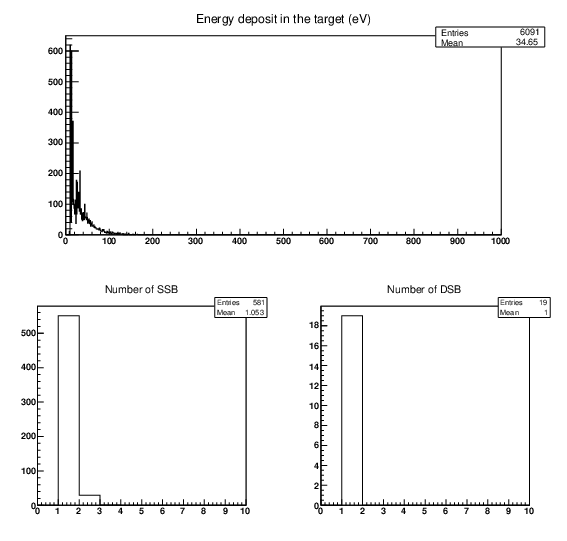 Energy deposit in the target (eV)
Entries 6091
Mean 34.65
600
500
400
300
200
100
0
0 100 200 300 400 500 600 700 800 900 1000
Number of SSB
Entries 581
Mean 1.053
500
400
300
200
100
0
0 1 2 3 4 5 6 7 8 9 10
Number of DSB
Entries 19
Mean 1
18
16
14
12
10
8
6
4
2
0
0 1 2 3 4 5 6 7 8 9 10